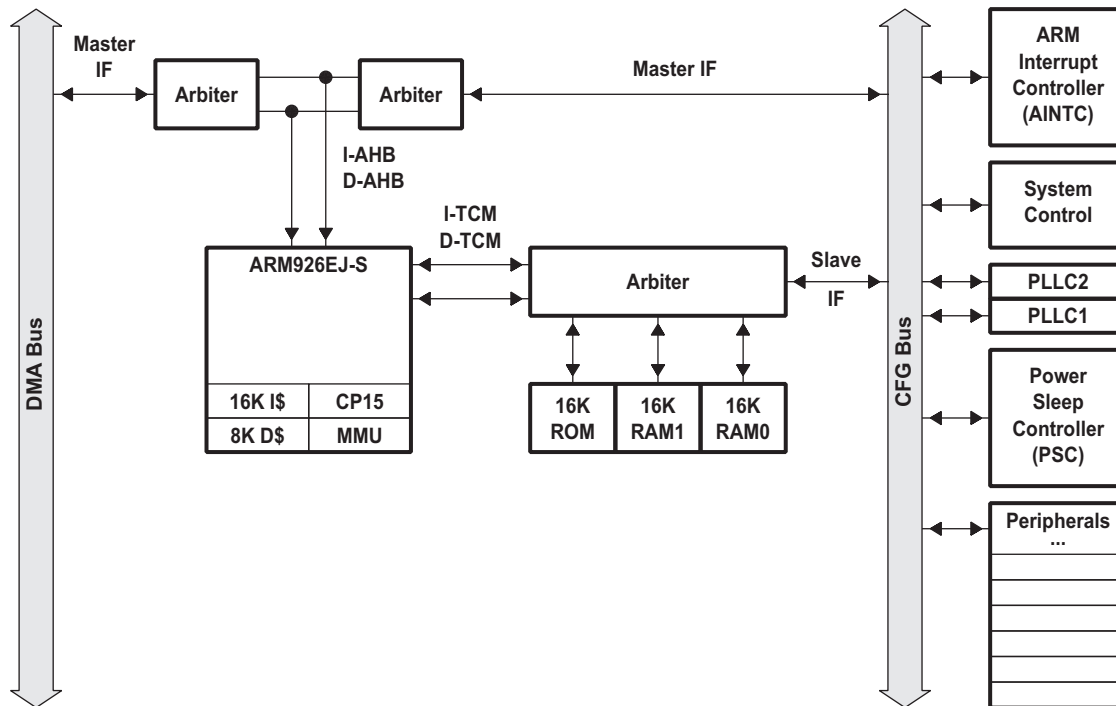 Master
IF
Arbiter
Arbiter
Master IF
I-AHB
D-AHB
I-TCM
D-TCM
ARM926EJ-S
16K I$
CP15
8K D$
MMU
Arbiter
Slave
IF
16K
ROM
16K
RAM1
16K
RAM0
DMA Bus
CFG Bus
ARM
Interrupt
Controller
(AINTC)
System
Control
PLLC2
PLLC1
Power
Sleep
Controller
(PSC)
Peripherals
...